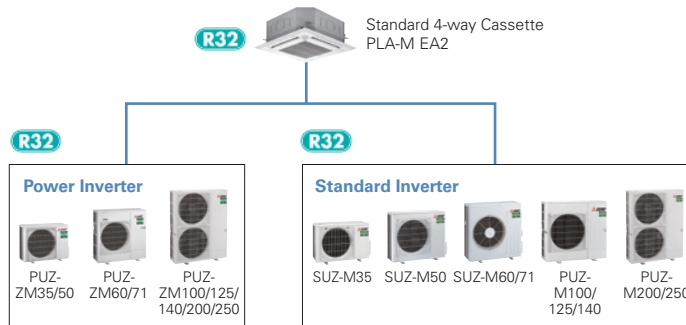 R32
Standard 4-way Cassette
PLA-M EA2
R32
R32
Power Inverter
Standard Inverter
PUZ-
ZM35/50
PUZ-
ZM60/71
PUZ-
ZM100/125/
140/200/250
SUZ-M35
SUZ-M50
SUZ-M60/71
PUZ-
M100/
125/140
PUZ-
M200/250